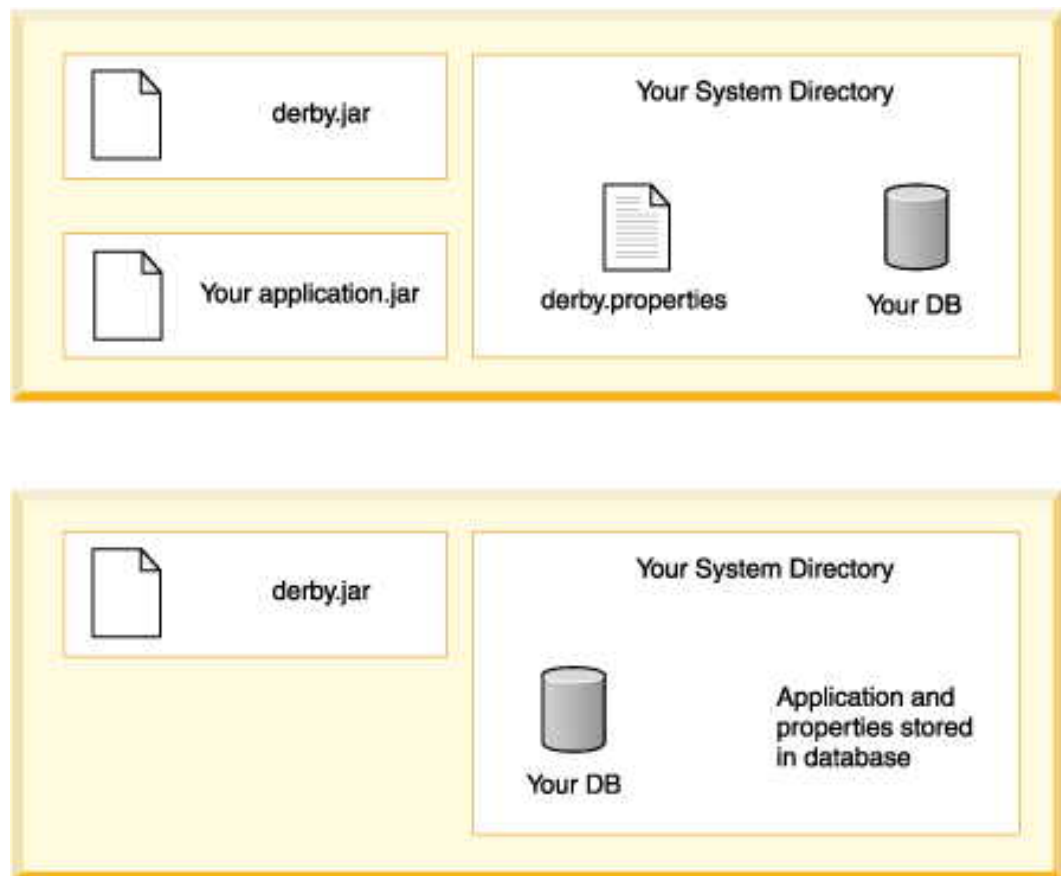 derby.jar
Your System Directory
Your application.jar
derby.properties
Your DB
derby.jar
Your System Directory
Your DB
Application and
properties stored
in database